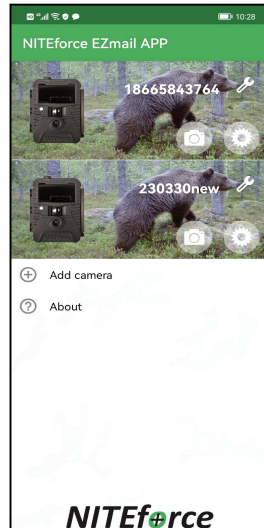 10:28
NITEforce EZmail APP
18665843764
230330new
Add camera
About
NITEforce